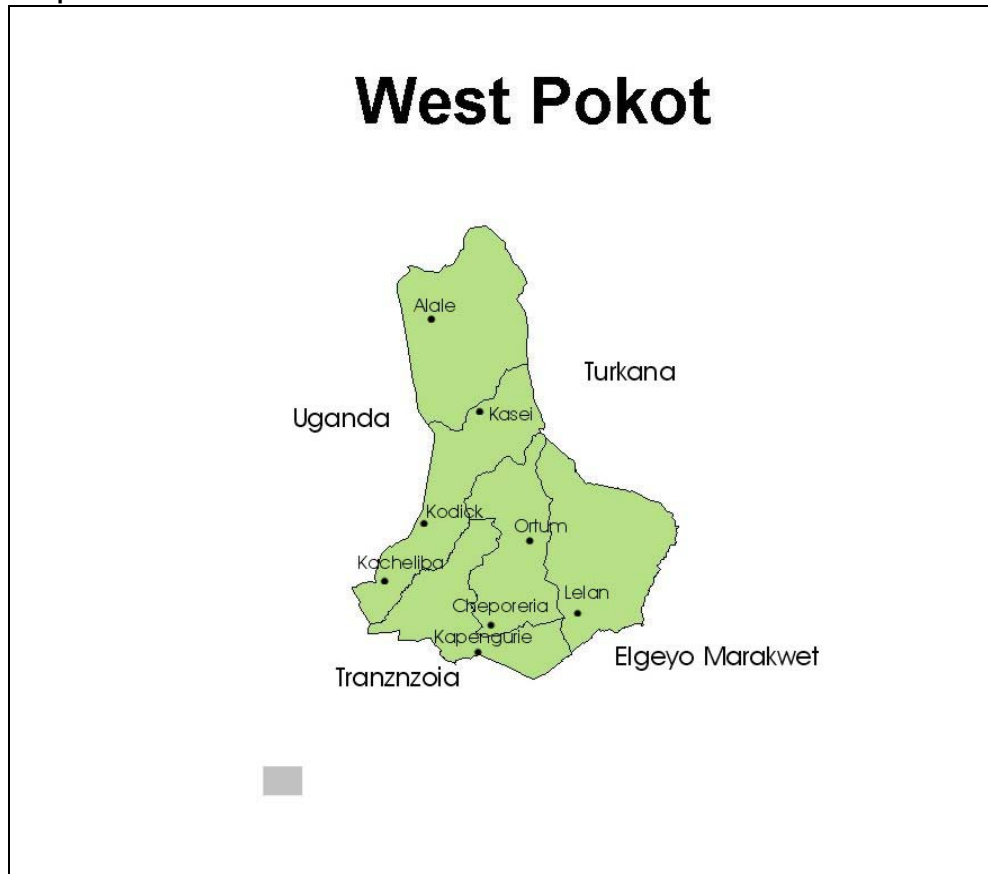 West Pokot
Alale
Turkana
Uganda
Kasei
Kodick
Ortum
Kacheliba
Lelan
Cheporeria
Kapengurie
Elgeyo Marakwet
Tranznzoia